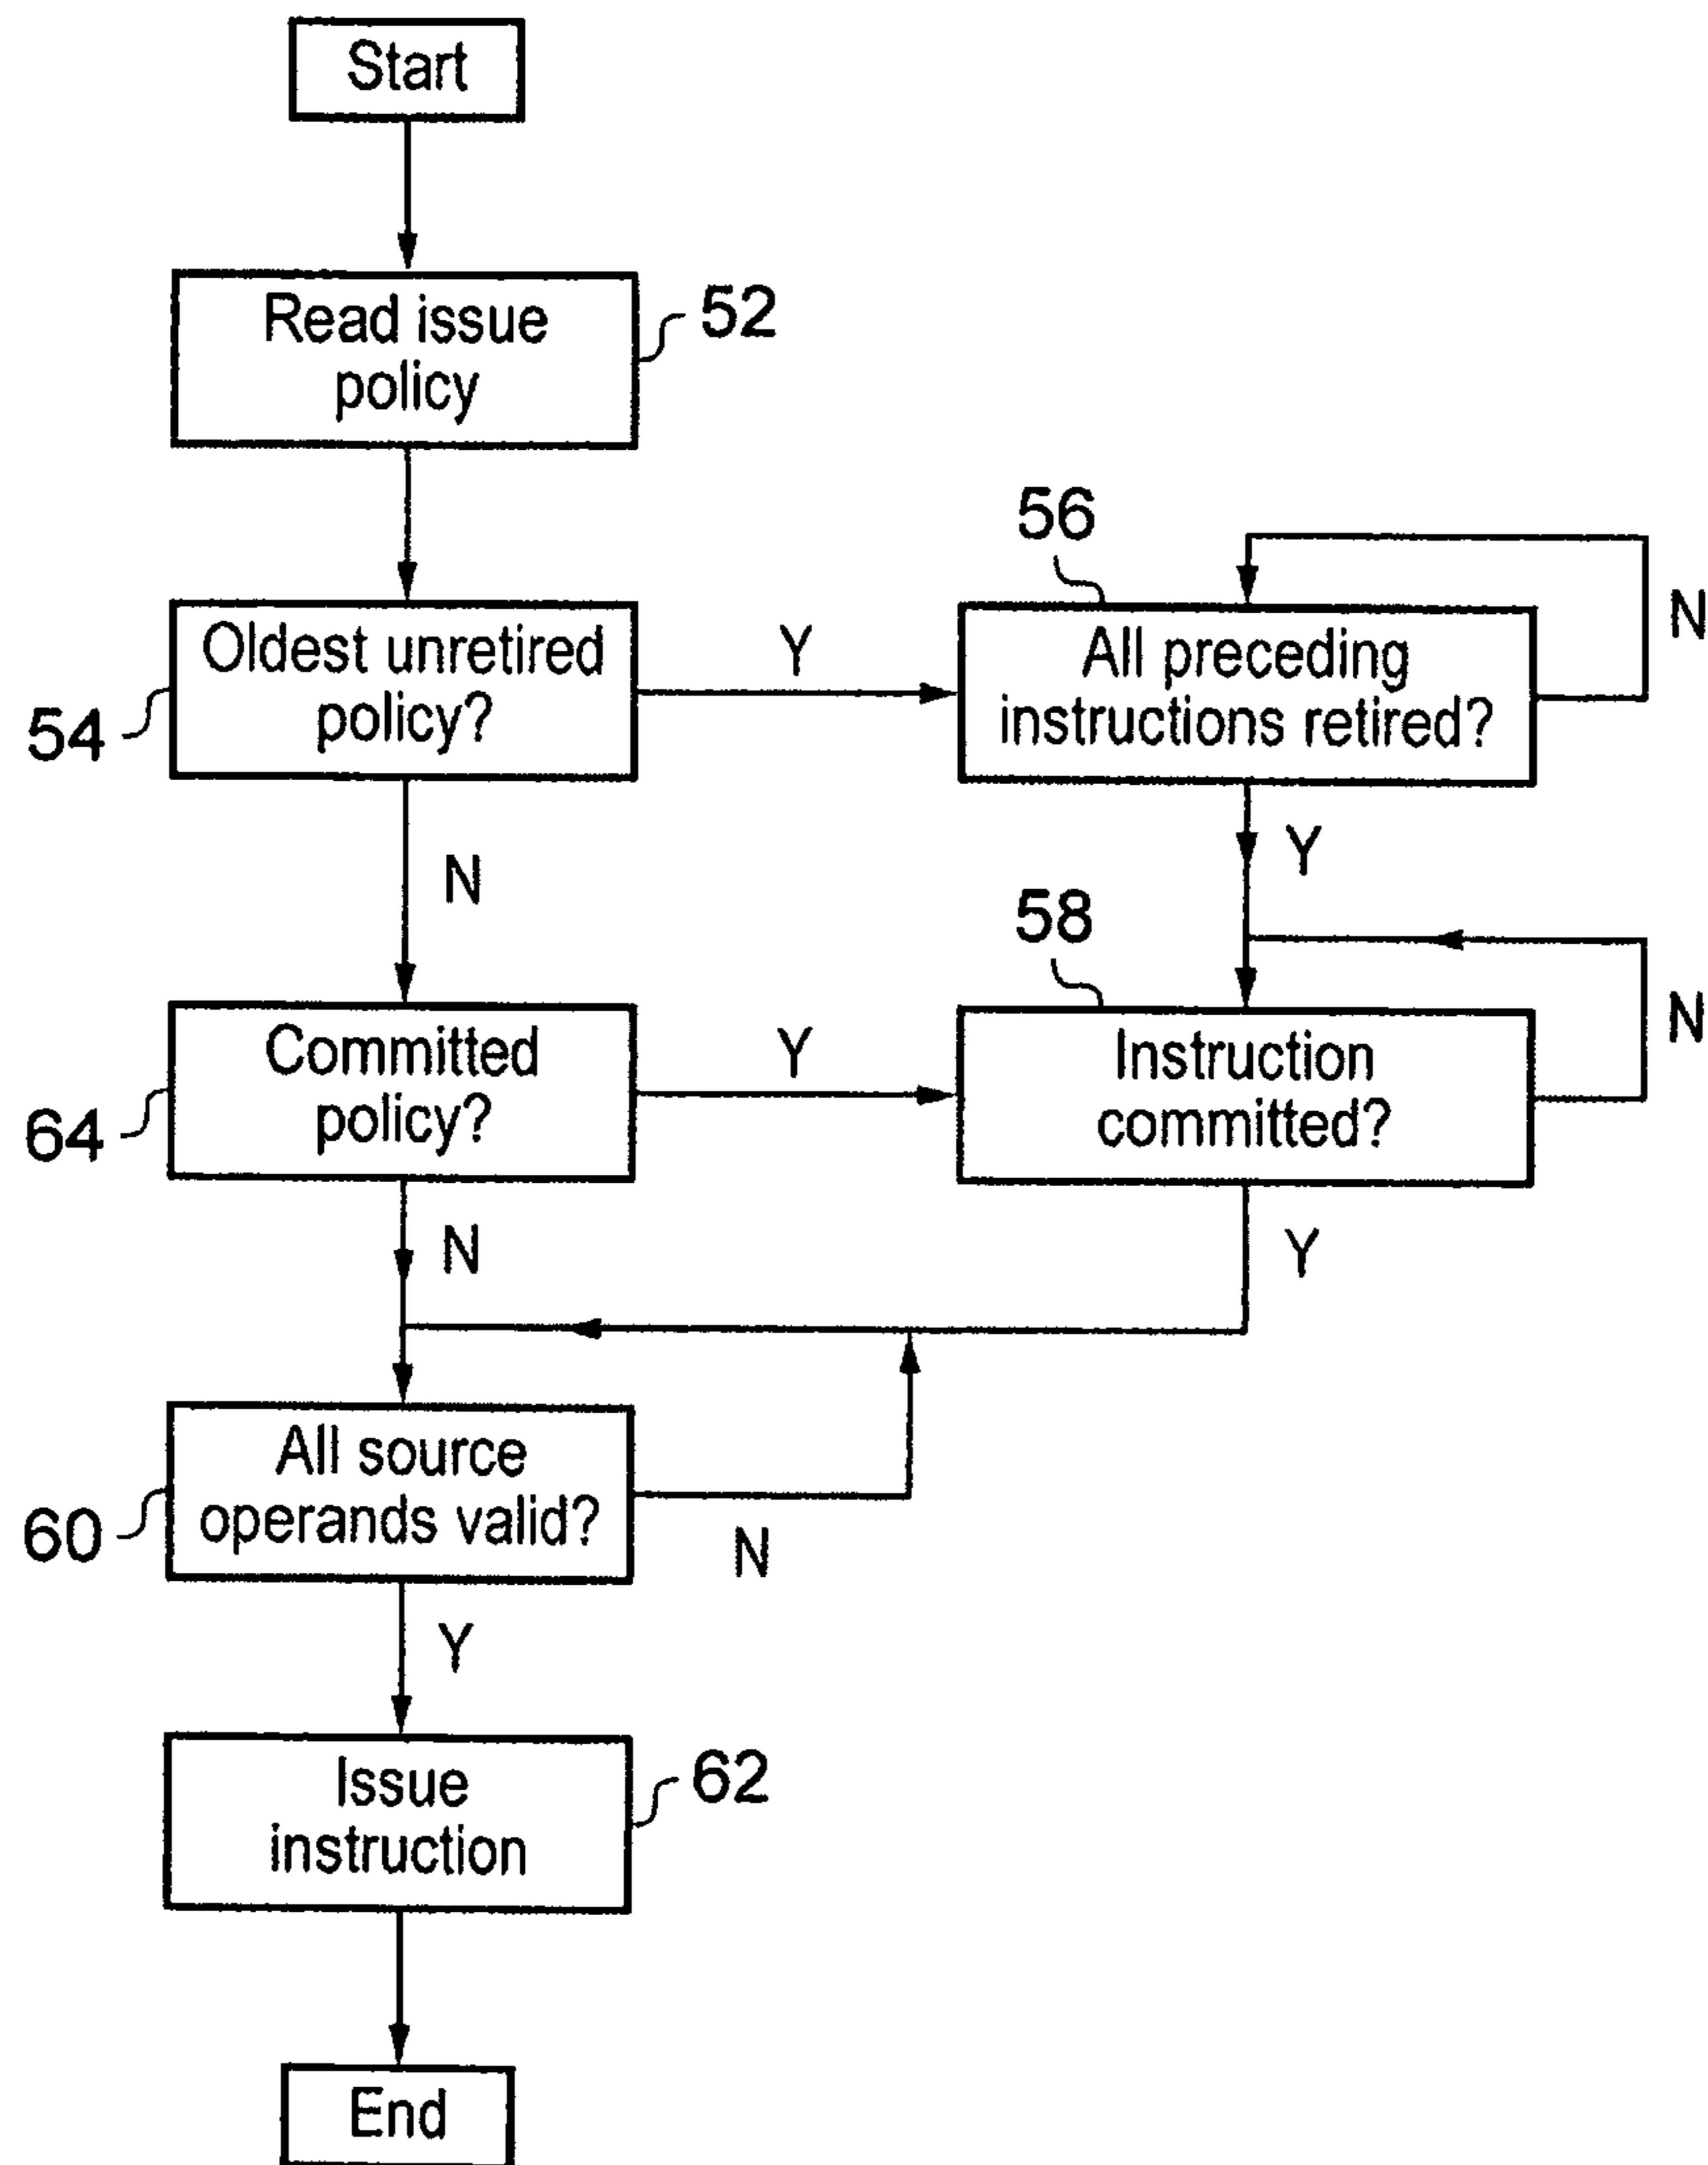 Start
Read issue
policy
52
Oldest unretired
policy?
54
Y
56
All preceding
instructions retired?
N
Y
N
58
Committed
policy?
64
Y
Instruction
committed?
N
N
Y
All source
operands valid?
60
N
Y
Issue
instruction
62
End